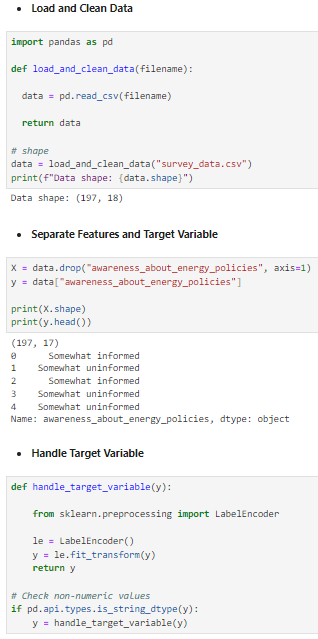 • Load and Clean Data
import pandas as pd
def load_and_clean_data(filename):
data = pd.read_csv(filename)
return data
# shape
data = load_and_clean_data("survey_data.csv")
print(f"Data shape: {data.shape}")
Data shape: (197, 18)
• Separate Features and Target Variable
X = data.drop("awareness_about_energy_policies", axis=1)
y = data["awareness_about_energy_policies"]
print(X.shape)
print(y.head())
(197, 17)
0 Somewhat informed
1 Somewhat uninformed
2 Somewhat informed
3 Somewhat uninformed
4 Somewhat uninformed
Name: awareness_about_energy_policies, dtype: object
• Handle Target Variable
def handle_target_variable(y):
from sklearn.preprocessing import LabelEncoder
le = LabelEncoder()
y = le.fit_transform(y)
return y
# Check non-numeric values
if pd.api.types.is_string_dtype(y):
y = handle_target_variable(y)